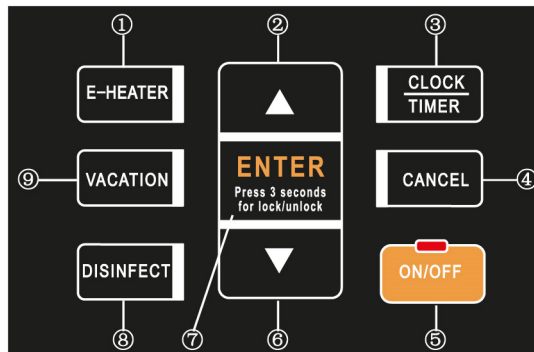 ① ② ③
E-HEATER
CLOCK
TIMER
⑨ VACATION
ENTER
Press 3 seconds
for lock/unlock
CANCEL ④
DISINFECT
ON/OFF
⑧ ⑦ ⑥ ⑤